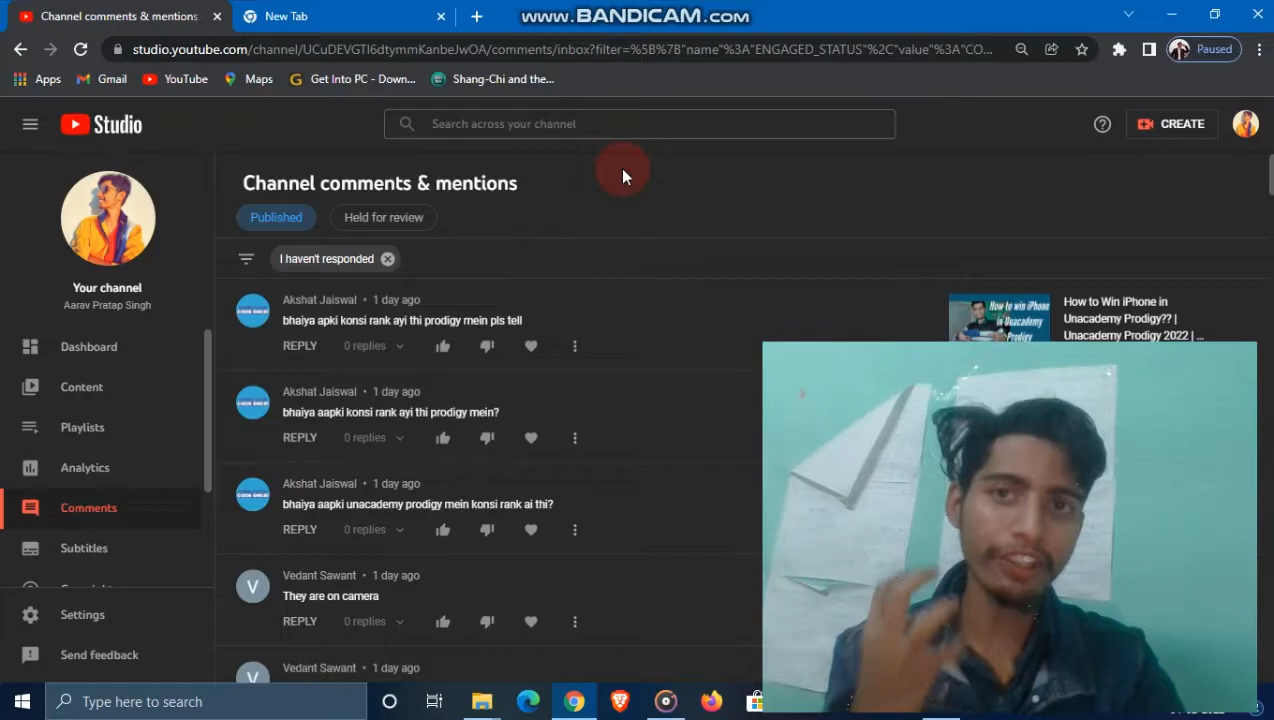 Channel comments & mentions
New Tab
www.BANDICAM.com
studio.youtube.com/channel/UCuDEVGTI6dtymmKanbeJwOA/comments/inbox?filter=%5B%7B"name"%3A"ENGAGED_STATUS"%2C"value"%3A"CO...
Paused
Apps
Gmail
YouTube
Maps
Get Into PC - Down...
Shang-Chi and the...
Studio
Search across your channel
CREATE
Your channel
Aarav Pratap Singh
Dashboard
Content
Playlists
Analytics
Comments
Subtitles
Settings
Send feedback
Channel comments & mentions
Published
Held for review
I haven't responded
Akshat Jaiswal • 1 day ago
bhaiya apki konsi rank ayi thi prodigy mein pls tell
REPLY 0 replies
How to win iPhone
in Unacademy
Prodigy
How to Win iPhone in
Unacademy Prodigy?? |
Unacademy Prodigy 2022 | ...
Akshat Jaiswal • 1 day ago
bhaiya aapki konsi rank ayi thi prodigy mein?
REPLY 0 replies
Akshat Jaiswal • 1 day ago
bhaiya aapki unacademy prodigy mein konsi rank ai thi?
REPLY 0 replies
V
Vedant Sawant • 1 day ago
They are on camera
REPLY 0 replies
V
Vedant Sawant • 1 day ago
Type here to search